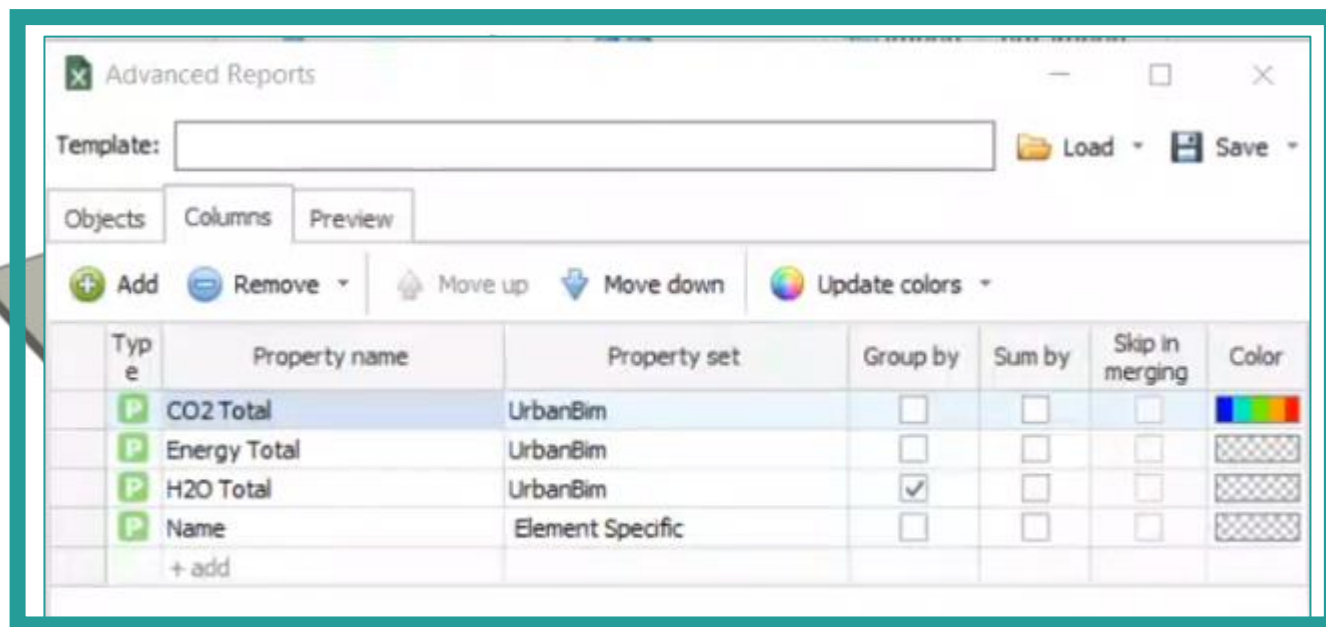 Advanced Reports
Template:
Load
Save
Objects Columns Preview
Add Remove Move up Move down Update colors
Type Property name Property set Group by Sum by Skip in merging Color
CO2 Total UrbanBim
Energy Total UrbanBim
H2O Total UrbanBim
Name Element Specific
+ add